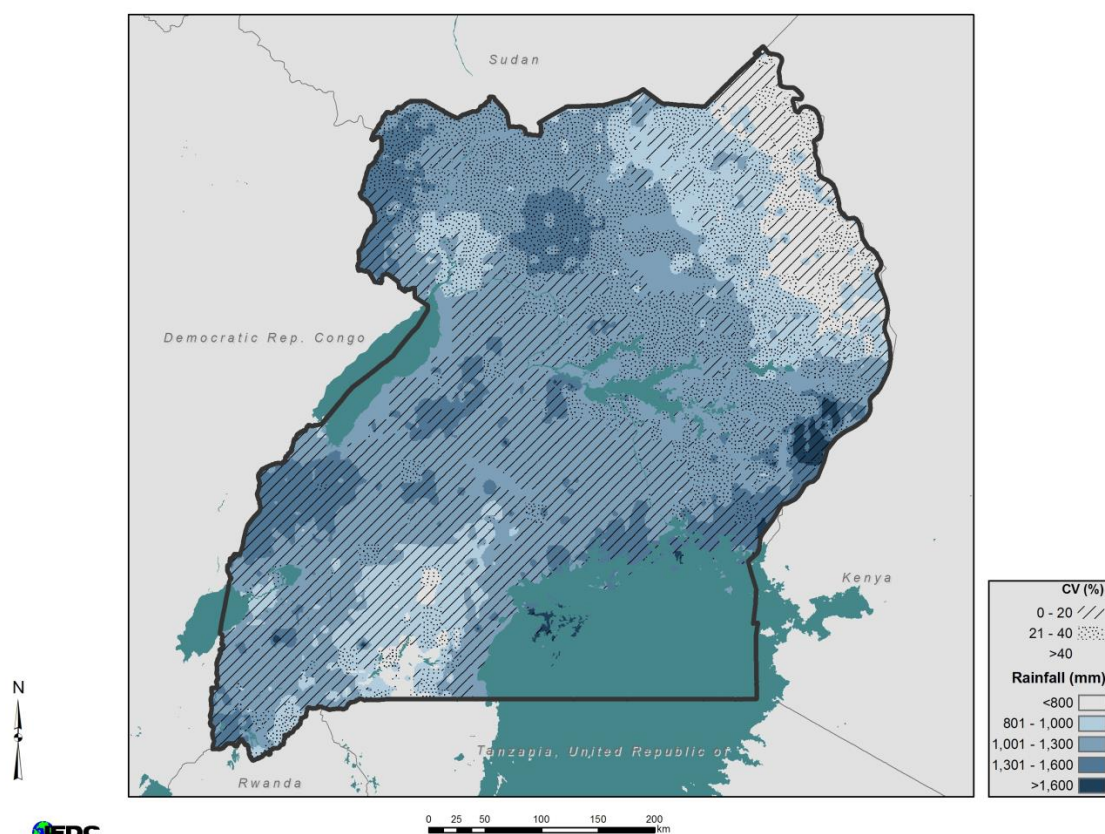 Sudan
Democratic Rep. Congo
Kenya
Tanzania, United Republic of
Rwanda
N
CV (%)
0 - 20
21 - 40
>40
Rainfall (mm)
<800
801 - 1,000
1,001 - 1,300
1,301 - 1,600
>1,600
0 25 50 100 150 200
km
IFDC